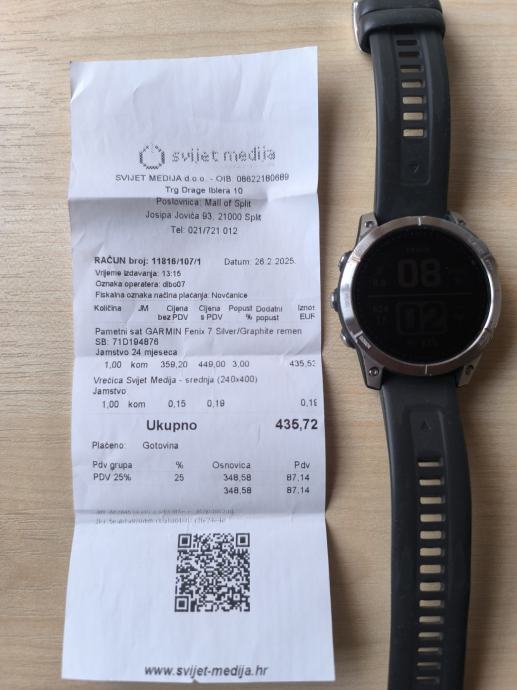 svijet medija
SVIJET MEDIJA d.o.o. - OIB: 08622180689
Trg Drage Iblera 10
Poslovnica: Mall of Split
Josipa Jovića 93, 21000 Split
Tel: 021/721 012
RAČUN broj: 11816/107/1 Datum: 26.2.2025.
Vrijeme izdavanja: 13:15
Oznaka operatera: dibo07
Fiskalna oznaka načina plaćanja: Novčanice
Količina JM Cijena Cijena Popust Dodatni Iznos
bez PDV s PDV % popust EUR
Pametni sat GARMIN Fenix 7 Silver/Graphite remen
SB: 71D194876
Jamstvo 24 mjeseca
1,00 kom 359,20 449,00 3,00 435,53
Vrećica Svijet Medija - srednja (240x400)
Jamstvo
1,00 kom 0,15 0,19 0,19
Ukupno 435,72
Plaćeno: Gotovina
Pdv grupa % Osnovica Pdv
PDV 25% 25 348,58 87,14
348,58 87,14
www.svijet-medija.hr
GARMIN
08